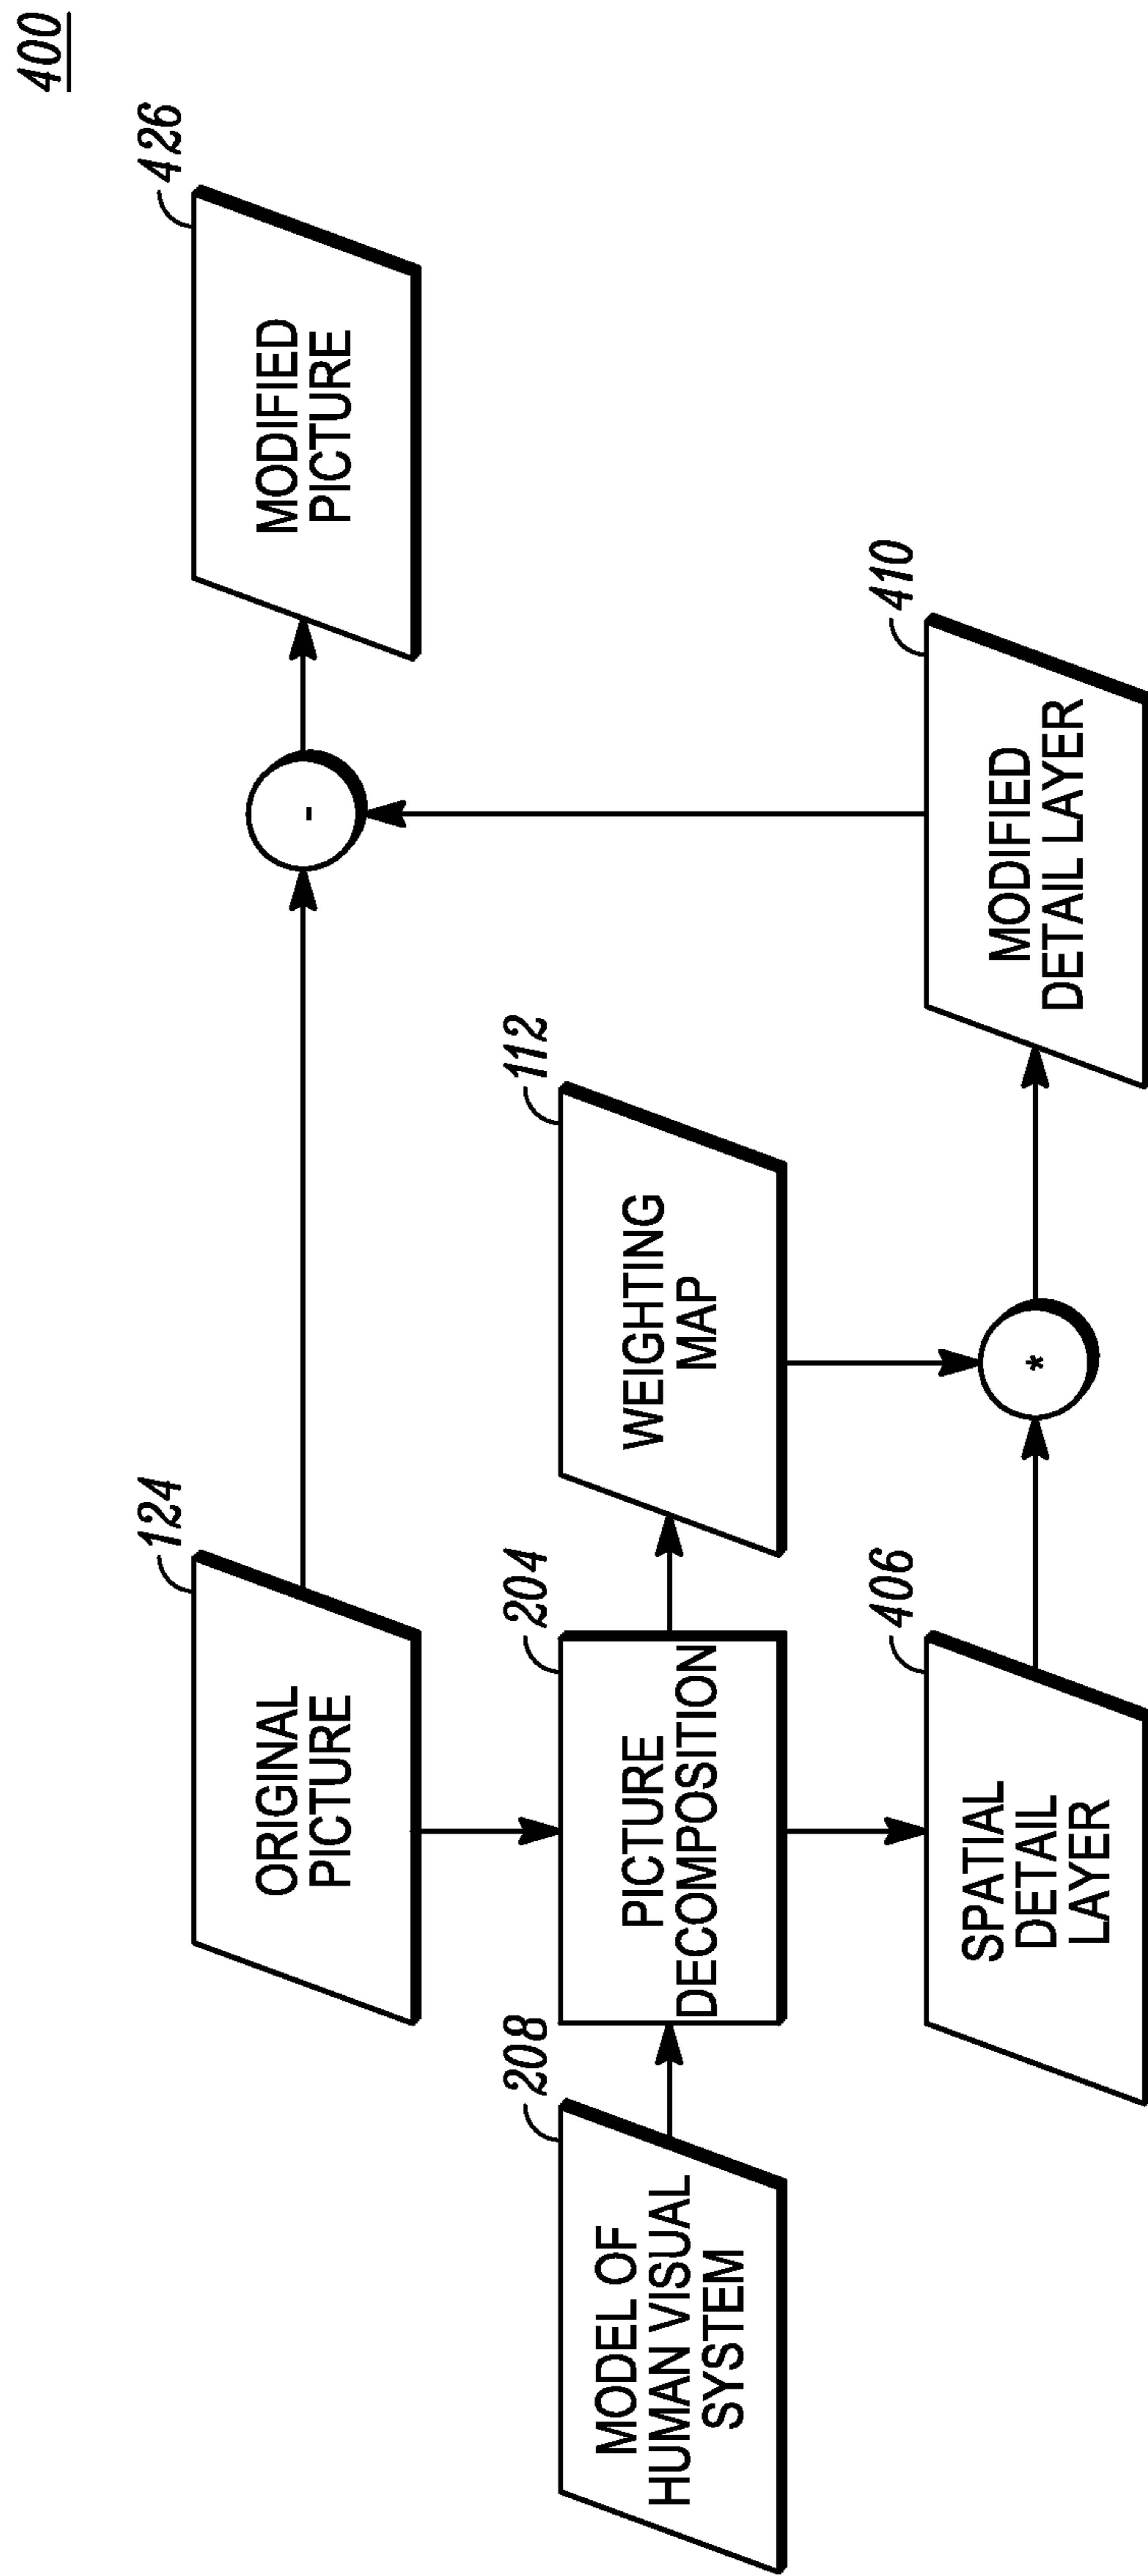 400
124
ORIGINAL
PICTURE
426
MODIFIED
PICTURE
-
208
MODEL OF
HUMAN VISUAL
SYSTEM
204
PICTURE
DECOMPOSITION
112
WEIGHTING
MAP
406
SPATIAL
DETAIL
LAYER
*
410
MODIFIED
DETAIL LAYER